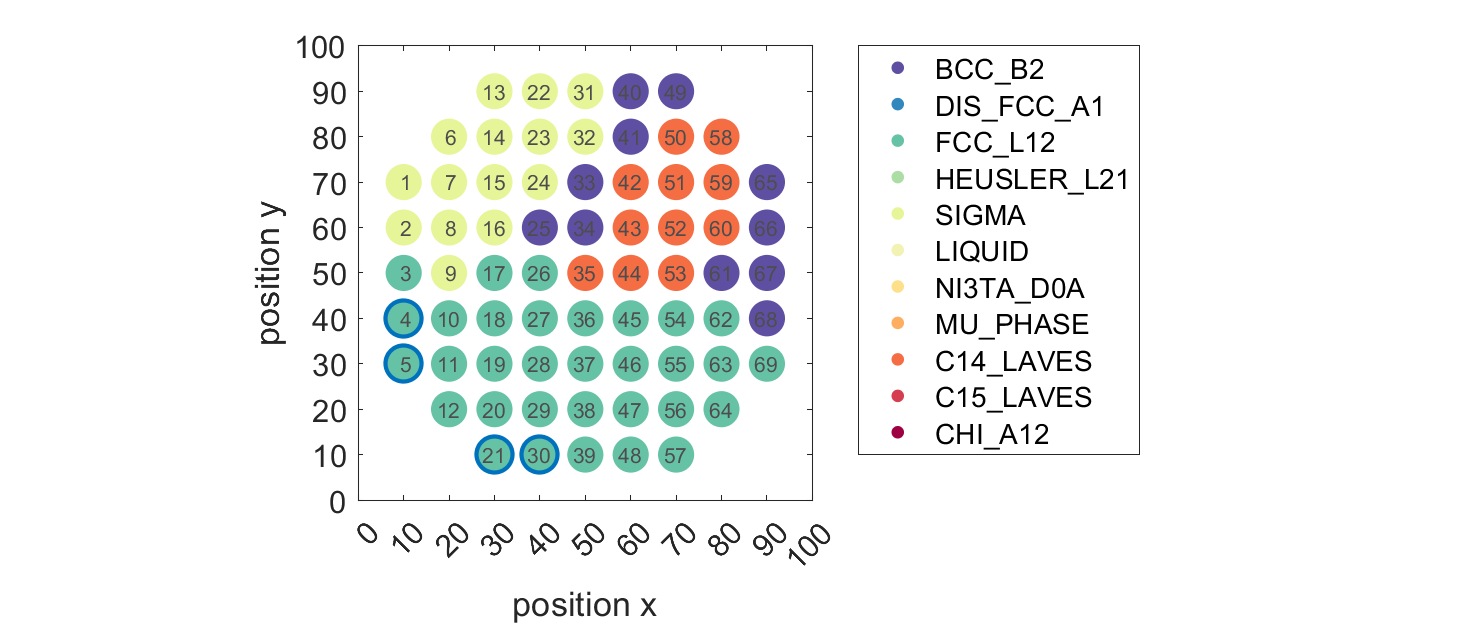 100
90
80
70
60
50
40
30
20
10
0
position y
13 22 31 40 49
6 14 23 32 41 50 58
1 7 15 24 33 42 51 59 65
2 8 16 25 34 43 52 60 66
3 9 17 26 35 44 53 61 67
4 10 18 27 36 45 54 62 68
5 11 19 28 37 46 55 63 69
12 20 29 38 47 56 64
21 30 39 48 57
0 10 20 30 40 50 60 70 80 90 100
position x
BCC_B2
DIS_FCC_A1
FCC_L12
HEUSLER_L21
SIGMA
LIQUID
NI3TA_D0A
MU_PHASE
C14_LAVES
C15_LAVES
CHI_A12